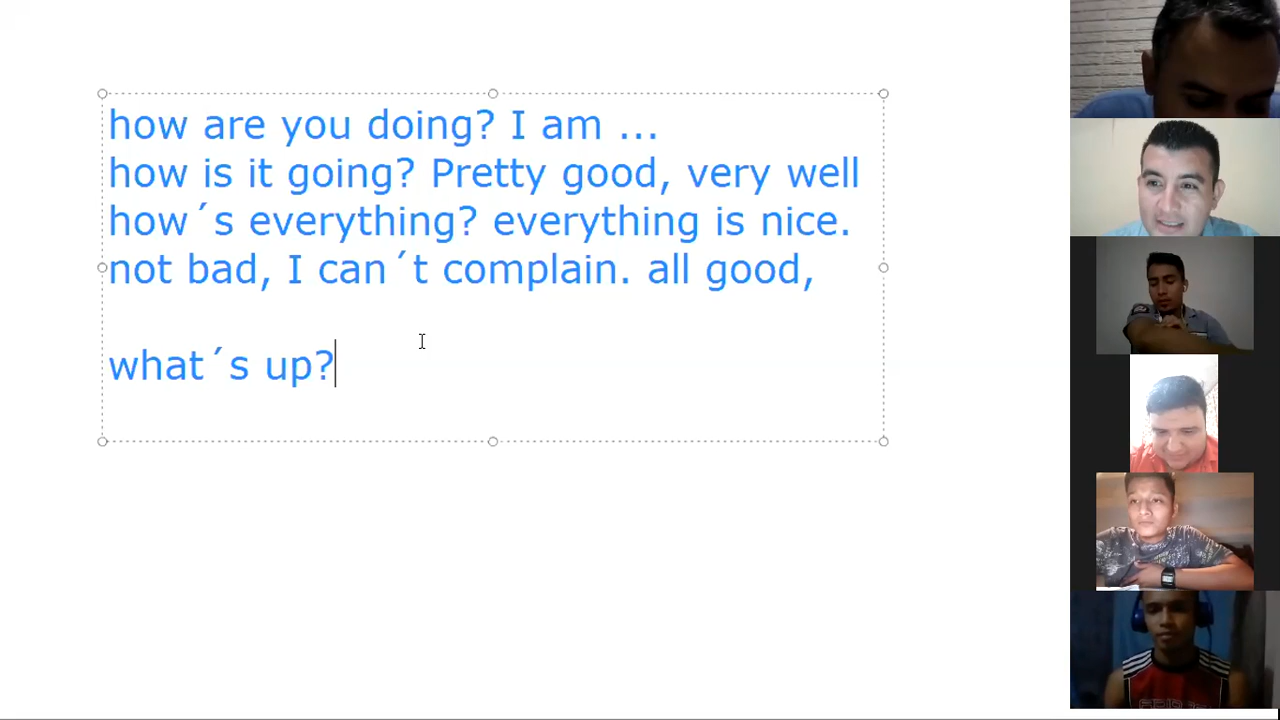 how are you doing? I am ...
how is it going? Pretty good, very well
how´s everything? everything is nice.
not bad, I can´t complain. all good,
what´s up?